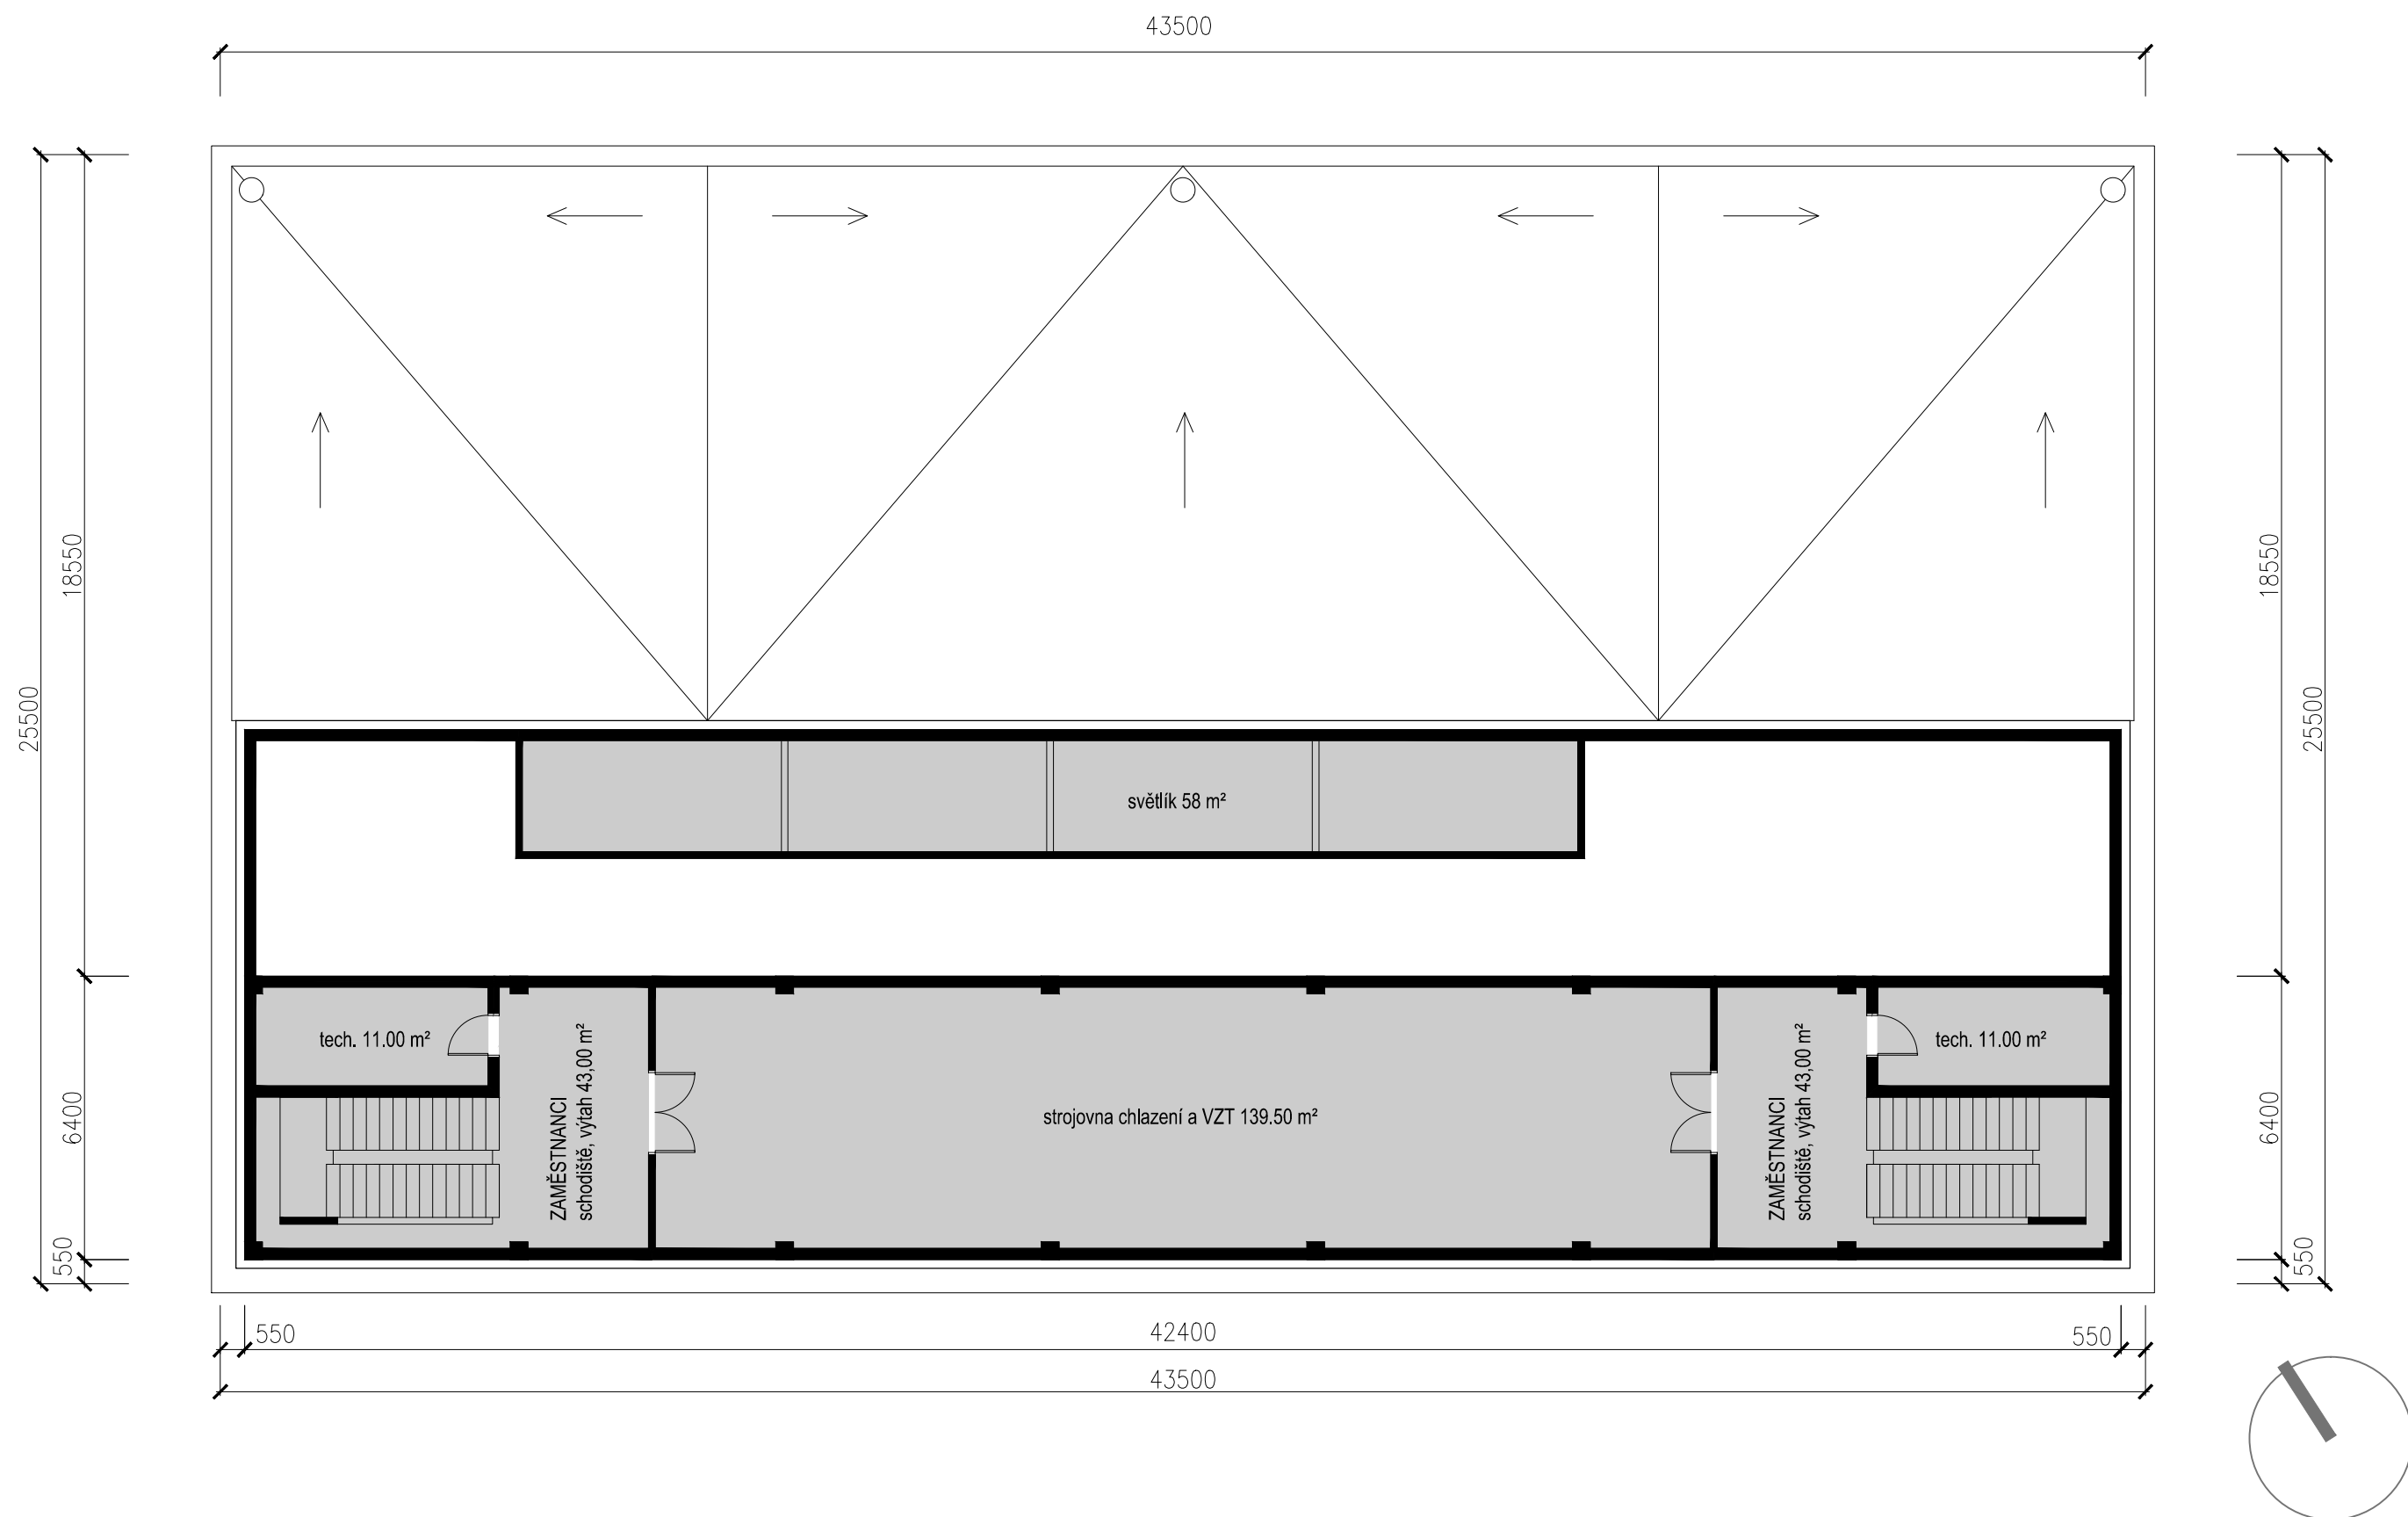 43500
18550
18550
25500
25500
světlík 58 m²
tech. 11.00 m²
tech. 11.00 m²
ZAMĚSTNANCI
schodiště, výtah 43,00 m²
strojovna chlazení a VZT 139.50 m²
ZAMĚSTNANCI
schodiště, výtah 43,00 m²
6400
6400
550
550
550
42400
550
43500